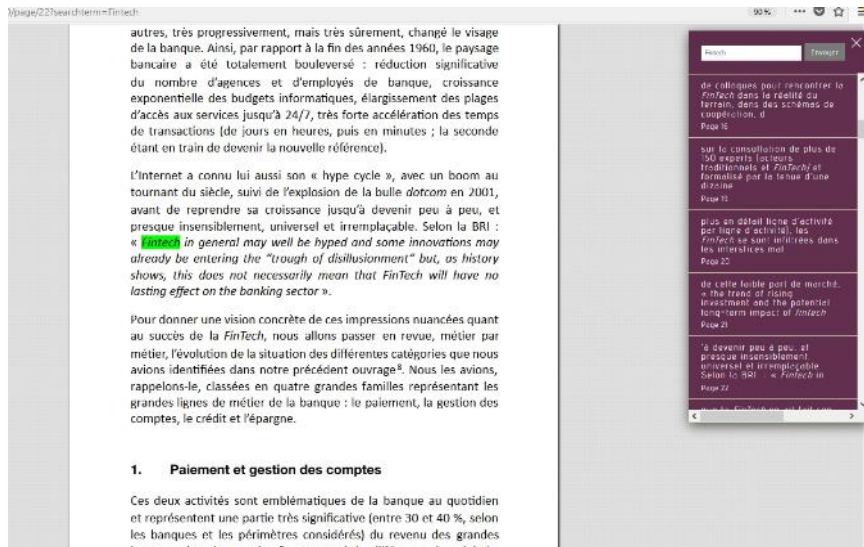 /page/22?searchterm=Fintech
90 %
autres, très progressivement, mais très sûrement, changé le visage
de la banque. Ainsi, par rapport à la fin des années 1960, le paysage
bancaire a été totalement bouleversé : réduction significative
du nombre d'agences et d'employés de banque, croissance
exponentielle des budgets informatiques, élargissement des plages
d'accès aux services jusqu'à 24/7, très forte accélération des temps
de transactions (de jours en heures, puis en minutes ; la seconde
étant en train de devenir la nouvelle référence).
L'Internet a connu lui aussi son « hype cycle », avec un boom au
tournant du siècle, suivi de l'explosion de la bulle dotcom en 2001,
avant de reprendre sa croissance jusqu'à devenir peu à peu, et
presque insensiblement, universel et irremplaçable. Selon la BRI :
« Fintech in general may well be hyped and some innovations may
already be entering the "trough of disillusionment" but, as history
shows, this does not necessarily mean that FinTech will have no
lasting effect on the banking sector ».
Pour donner une vision concrète de ces impressions nuancées quant
au succès de la FinTech, nous allons passer en revue, métier par
métier, l'évolution de la situation des différentes catégories que nous
avions identifiées dans notre précédent ouvrage⁸. Nous les avions,
rappelons-le, classées en quatre grandes familles représentant les
grandes lignes de métier de la banque : le paiement, la gestion des
comptes, le crédit et l'épargne.
1. Paiement et gestion des comptes
Ces deux activités sont emblématiques de la banque au quotidien
et représentent une partie très significative (entre 30 et 40 %, selon
les banques et les périmètres considérés) du revenu des grandes
Fintech
Envoyer
de colloques pour rencontrer la
FinTech dans la réalité du
terrain, dans des schémas de
coopération, d
Page 16
sur la consultation de plus de
150 experts (acteurs
traditionnels et FinTech) et
formalisé par la tenue d'une
dizaine
Page 19
plus en détail ligne d'activité
par ligne d'activité), les
FinTech se sont infiltrées dans
les interstices mal
Page 20
de cette faible part de marché,
« the trend of rising
investment and the potential
long-term impact of fintech
Page 21
à devenir peu à peu, et
presque insensiblement,
universel et irremplaçable.
Selon la BRI : « Fintech in
Page 22